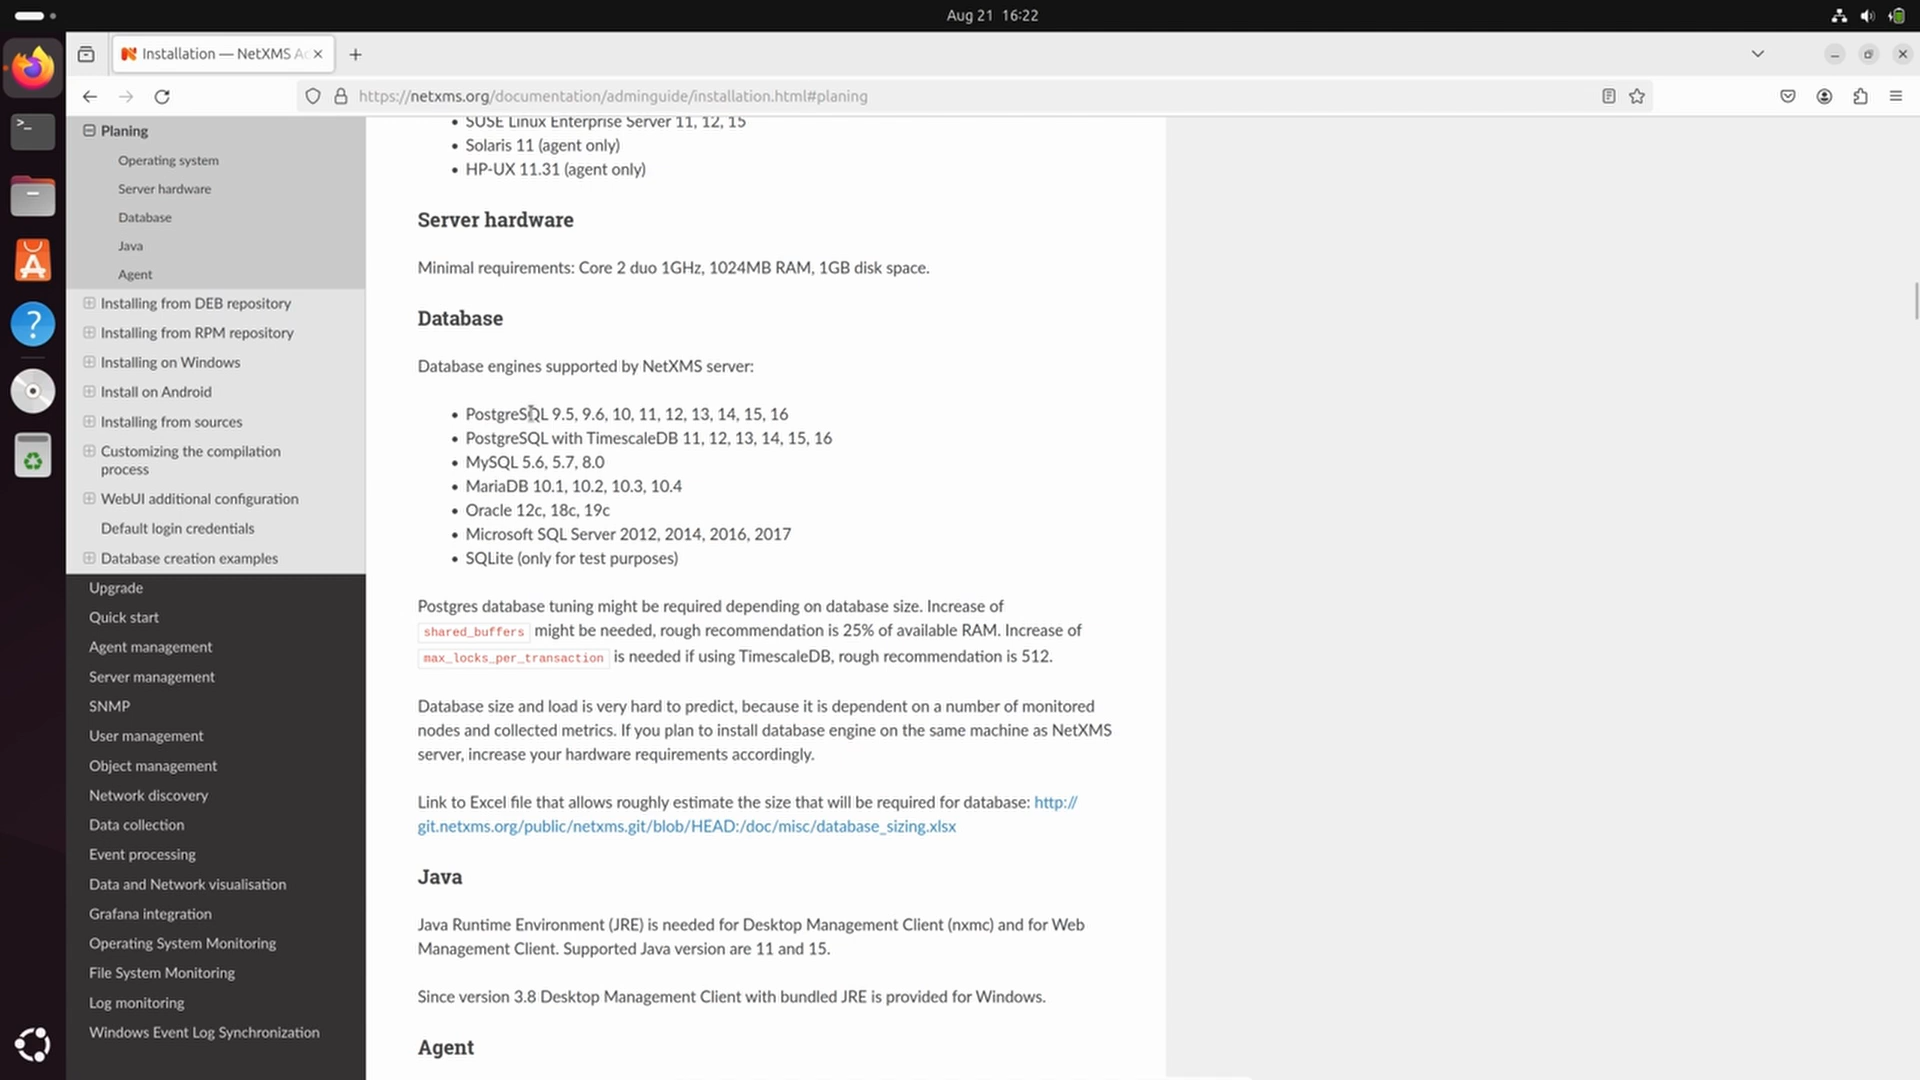 Aug 21 16:22
Installation — NetXMS Ad
https://netxms.org/documentation/adminguide/installation.html#planing
Planing
Operating system
Server hardware
Database
Java
Agent
Installing from DEB repository
Installing from RPM repository
Installing on Windows
Install on Android
Installing from sources
Customizing the compilation
process
WebUI additional configuration
Default login credentials
Database creation examples
Upgrade
Quick start
Agent management
Server management
SNMP
User management
Object management
Network discovery
Data collection
Event processing
Data and Network visualisation
Grafana integration
Operating System Monitoring
File System Monitoring
Log monitoring
Windows Event Log Synchronization
• SUSE Linux Enterprise Server 11, 12, 15
• Solaris 11 (agent only)
• HP-UX 11.31 (agent only)
Server hardware
Minimal requirements: Core 2 duo 1GHz, 1024MB RAM, 1GB disk space.
Database
Database engines supported by NetXMS server:
• PostgreSQL 9.5, 9.6, 10, 11, 12, 13, 14, 15, 16
• PostgreSQL with TimescaleDB 11, 12, 13, 14, 15, 16
• MySQL 5.6, 5.7, 8.0
• MariaDB 10.1, 10.2, 10.3, 10.4
• Oracle 12c, 18c, 19c
• Microsoft SQL Server 2012, 2014, 2016, 2017
• SQLite (only for test purposes)
Postgres database tuning might be required depending on database size. Increase of
shared_buffers might be needed, rough recommendation is 25% of available RAM. Increase of
max_locks_per_transaction is needed if using TimescaleDB, rough recommendation is 512.
Database size and load is very hard to predict, because it is dependent on a number of monitored
nodes and collected metrics. If you plan to install database engine on the same machine as NetXMS
server, increase your hardware requirements accordingly.
Link to Excel file that allows roughly estimate the size that will be required for database: http://
git.netxms.org/public/netxms.git/blob/HEAD:/doc/misc/database_sizing.xlsx
Java
Java Runtime Environment (JRE) is needed for Desktop Management Client (nxmc) and for Web
Management Client. Supported Java version are 11 and 15.
Since version 3.8 Desktop Management Client with bundled JRE is provided for Windows.
Agent